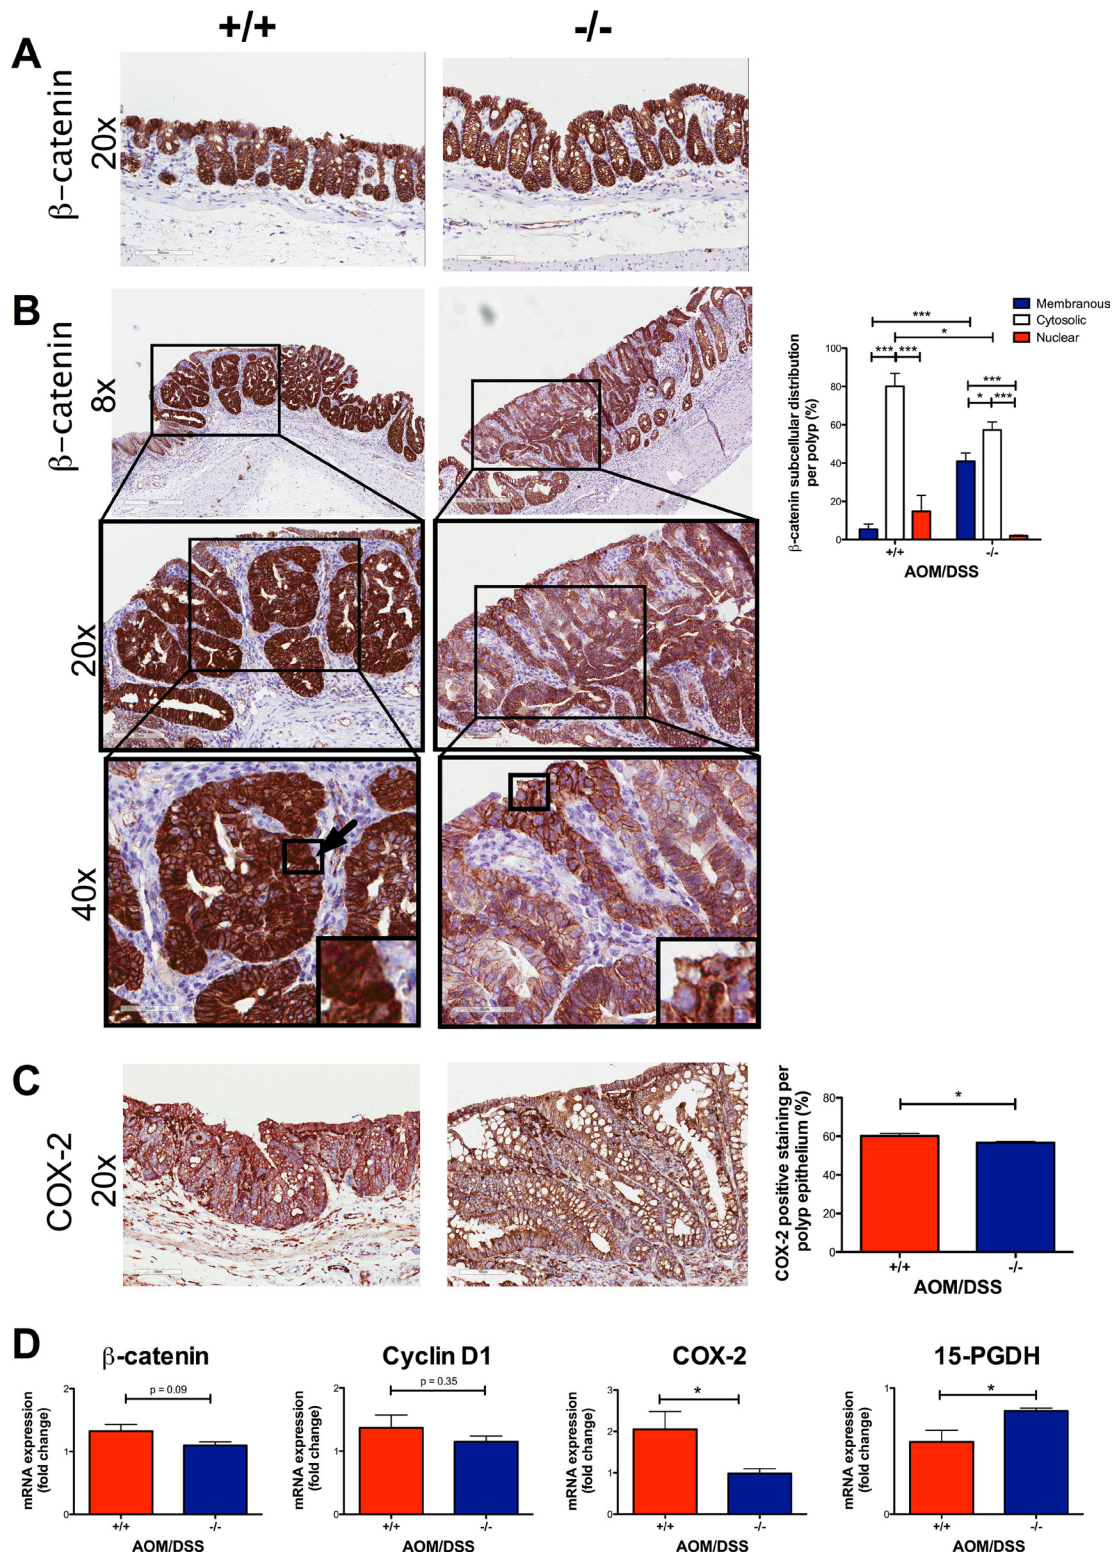 +/+
-/-
A
β-catenin
20x
B
β-catenin
8x
20x
40x
Membranous
Cytosolic
Nuclear
***
*
*** ***
***
* ***
β-catenin subcellular distribution
per polyp (%)
100
80
60
40
20
0
+/+
-/-
AOM/DSS
C
COX-2
20x
COX-2 positive staining per
polyp epithelium (%)
80
60
40
20
0
*
+/+
-/-
AOM/DSS
D
β-catenin
mRNA expression
(fold change)
2
1
0
p = 0.09
+/+
-/-
AOM/DSS
Cyclin D1
mRNA expression
(fold change)
2
1
0
p = 0.35
+/+
-/-
AOM/DSS
COX-2
mRNA expression
(fold change)
3
2
1
0
*
+/+
-/-
AOM/DSS
15-PGDH
mRNA expression
(fold change)
1
0
*
+/+
-/-
AOM/DSS